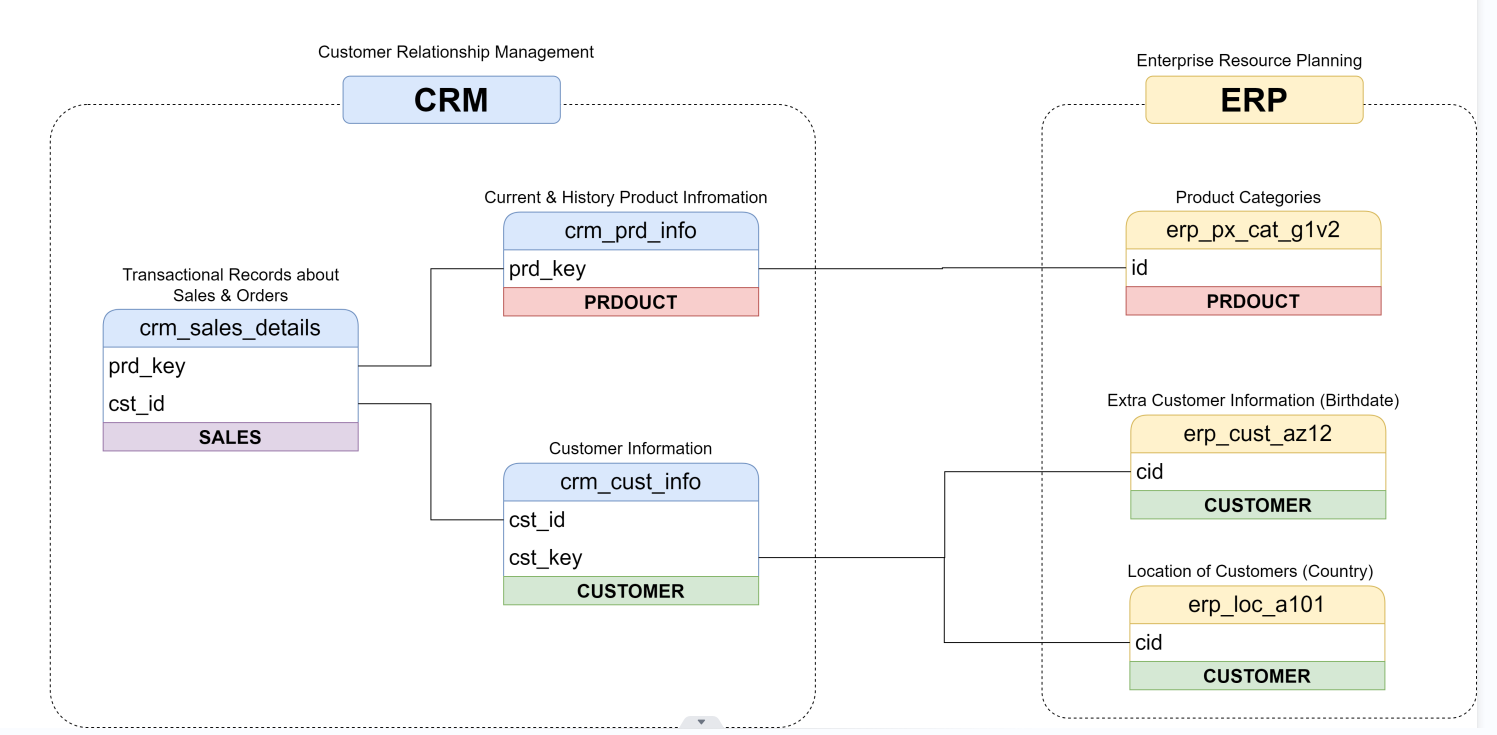 Customer Relationship Management
CRM
Enterprise Resource Planning
ERP
Current & History Product Infromation
crm_prd_info
prd_key
PRDOUCT
Product Categories
erp_px_cat_g1v2
id
PRDOUCT
Transactional Records about
Sales & Orders
crm_sales_details
prd_key
cst_id
SALES
Customer Information
crm_cust_info
cst_id
cst_key
CUSTOMER
Extra Customer Information (Birthdate)
erp_cust_az12
cid
CUSTOMER
Location of Customers (Country)
erp_loc_a101
cid
CUSTOMER